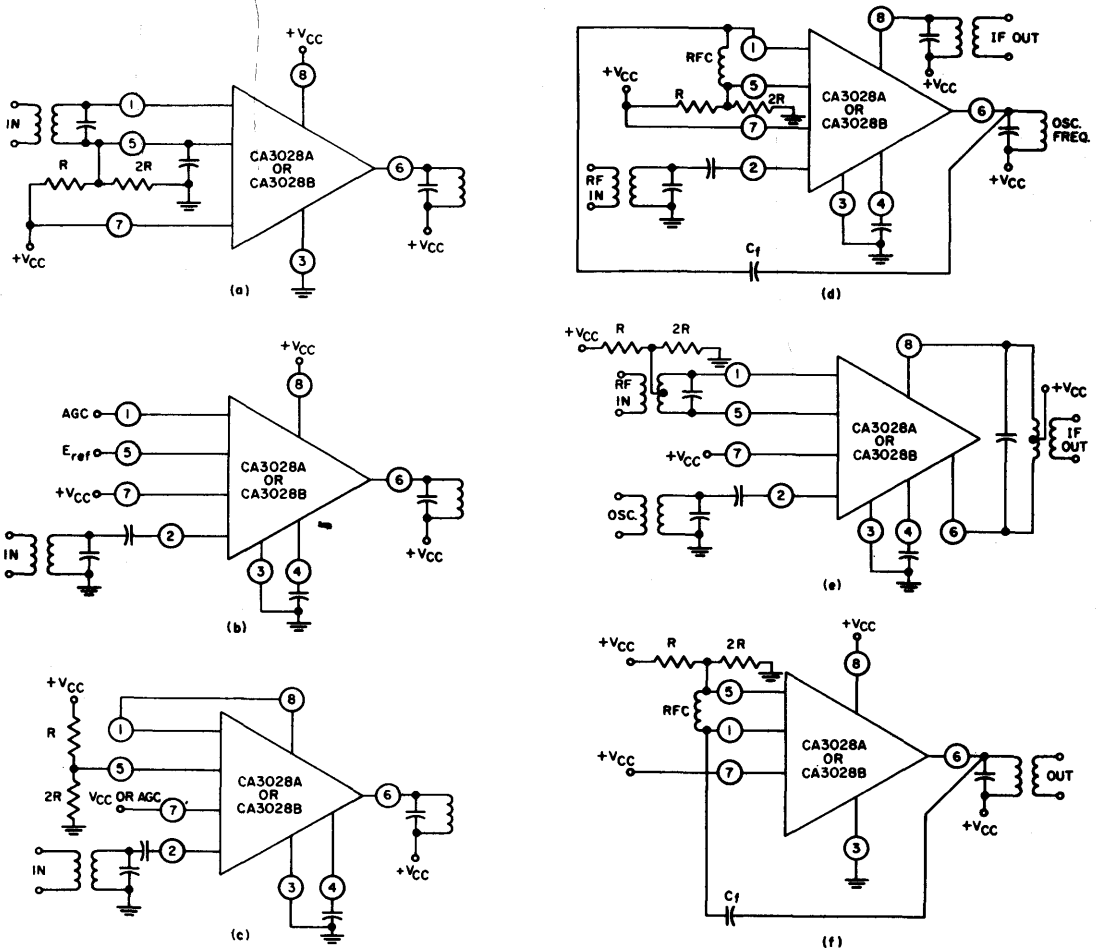 +VCC
8
1
IN
5
R
2R
CA3028A
OR
CA3028B
6
7
+VCC
+VCC
3
(a)
+VCC
8
AGC
1
Eref
5
+VCC
7
CA3028A
OR
CA3028B
6
IN
2
+VCC
3
4
(b)
+VCC
8
1
R
5
2R
VCC OR AGC
7
CA3028A
OR
CA3028B
6
IN
2
+VCC
3
4
(c)
8
IF OUT
1
RFC
+VCC
+VCC
5
R
2R
CA3028A
OR
CA3028B
6
OSC.
FREQ.
7
+VCC
RF
IN
2
3
4
Cf
(d)
+VCC
R
2R
8
RF
IN
1
+VCC
5
CA3028A
OR
CA3028B
IF
OUT
+VCC
7
OSC.
2
3
4
6
(e)
+VCC
+VCC
R
2R
8
5
RFC
1
CA3028A
OR
CA3028B
6
OUT
+VCC
7
+VCC
3
Cf
(f)